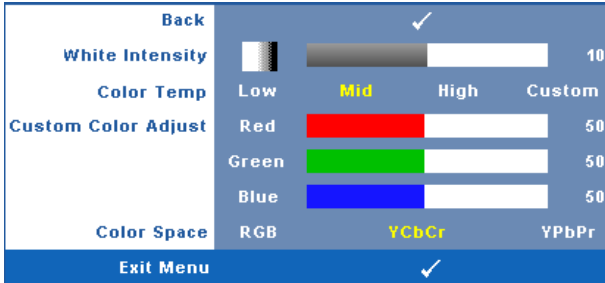 Back
White Intensity 10
Color Temp Low Mid High Custom
Custom Color Adjust Red 50
Green 50
Blue 50
Color Space RGB YCbCr YPbPr
Exit Menu